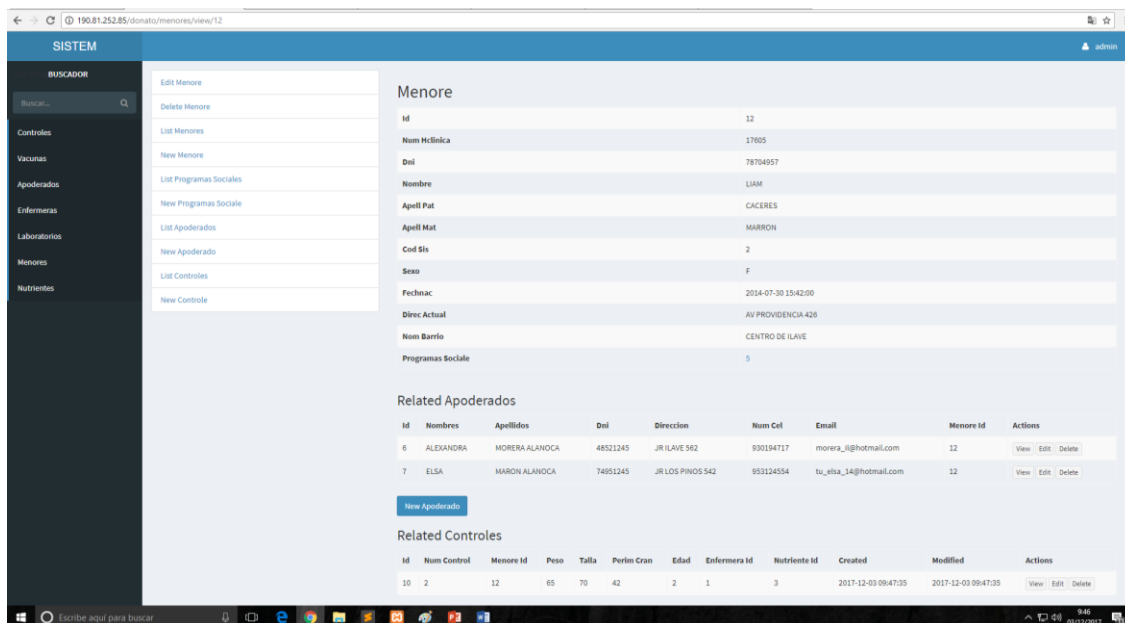 190.81.252.85/donato/menores/view/12
SISTEM
admin
BUSCADOR
Buscar...
Controles
Vacunas
Apoderados
Enfermeras
Laboratorios
Menores
Nutrientes
Edit Menore
Delete Menore
List Menores
New Menore
List Programas Sociales
New Programas Sociale
List Apoderados
New Apoderado
List Controles
New Controle
Menore
Id 12
Num Hclinica 17605
Dni 78704957
Nombre LIAM
Apell Pat CACERES
Apell Mat MARRON
Cod Sis 2
Sexo F
Fechnac 2014-07-30 15:42:00
Direc Actual AV PROVIDENCIA 426
Nom Barrio CENTRO DE ILAVE
Programas Sociale 5
Related Apoderados
Id Nombres Apellidos Dni Direccion Num Cel Email Menore Id Actions
6 ALEXANDRA MORERA ALANOCA 48521245 JR ILAVE 562 930194717 morera_il@hotmail.com 12 View Edit Delete
7 ELSA MARON ALANOCA 74951245 JR LOS PINOS 542 953124554 tu_elsa_14@hotmail.com 12 View Edit Delete
New Apoderado
Related Controles
Id Num Control Menore Id Peso Talla Perim Cran Edad Enfermera Id Nutriente Id Created Modified Actions
10 2 12 65 70 42 2 1 3 2017-12-03 09:47:35 2017-12-03 09:47:35 View Edit Delete
Escribe aquí para buscar
9:46
03/12/2017